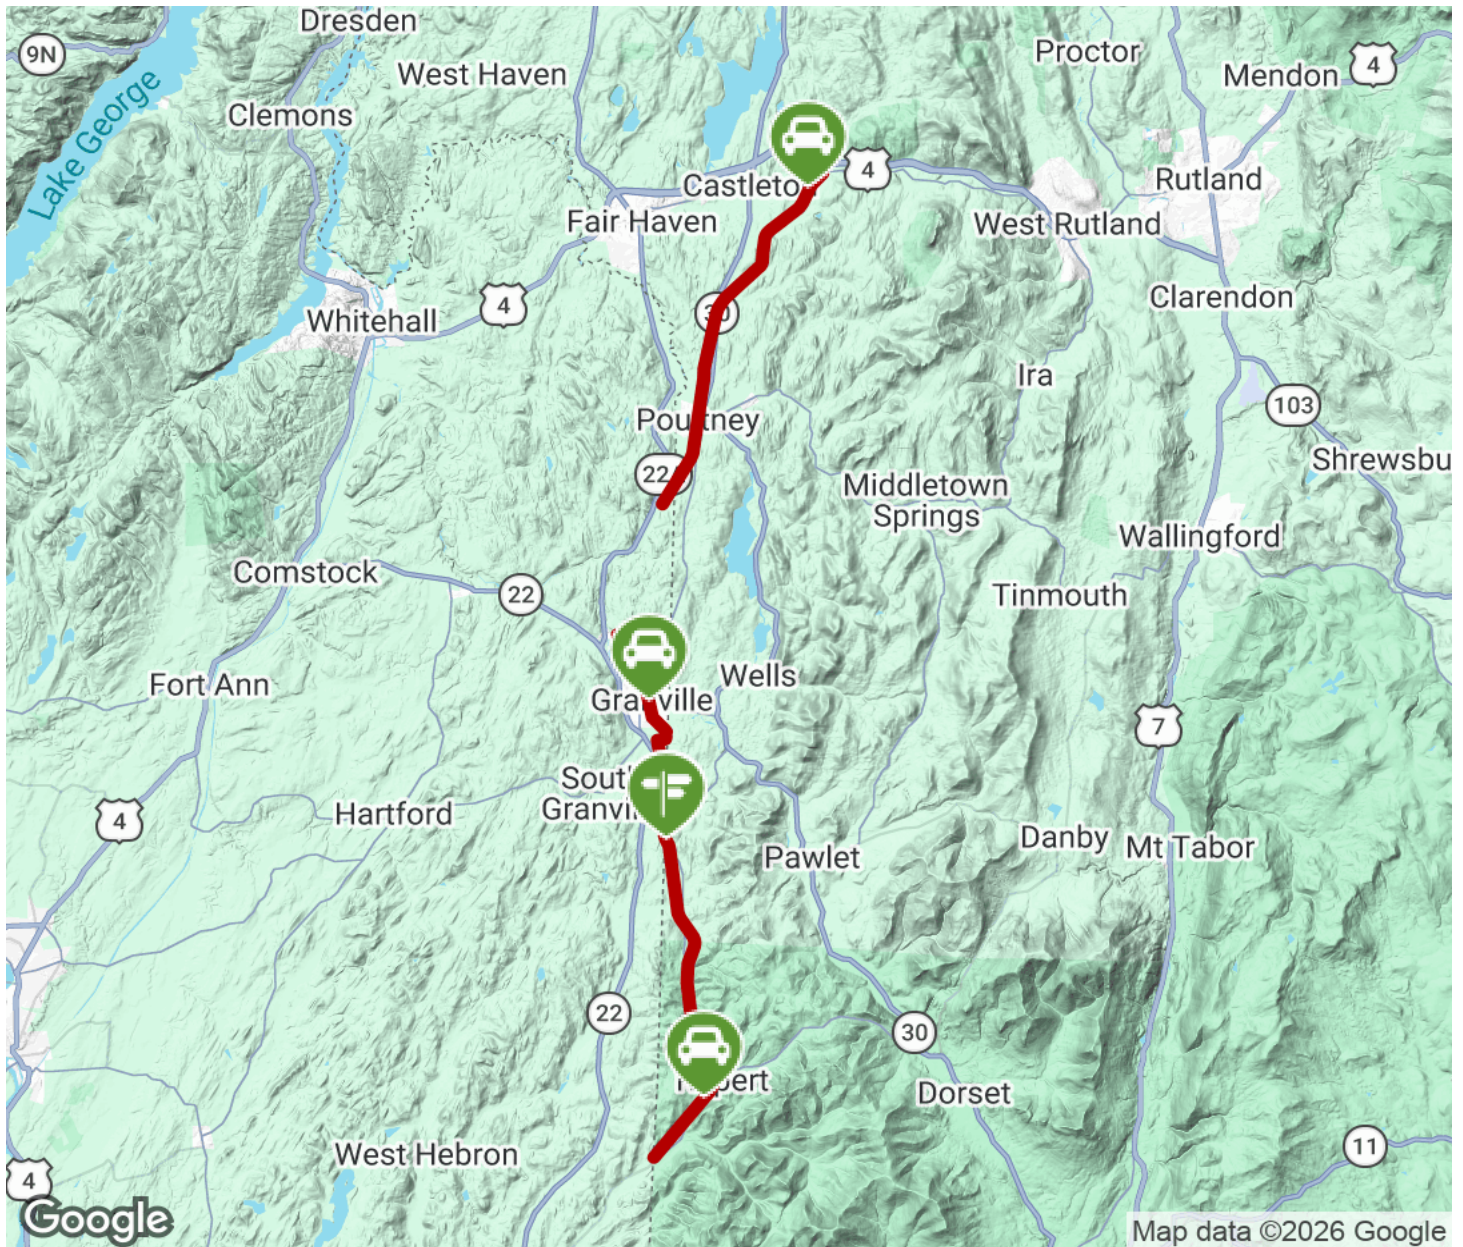 Dresden
9N
West Haven
Proctor
Mendon
4
Clemons
Lake George
4
Rutland
Fair Haven
West Rutland
Clarendon
4
Whitehall
30
Ira
103
Middletown
Springs
Shrewsbu
Wallingford
Comstock
22
Tinmouth
Wells
Fort Ann
7
Hartford
4
Danby
Mt Tabor
Pawlet
22
30
Dorset
West Hebron
11
4
Google
Map data ©2026 Google